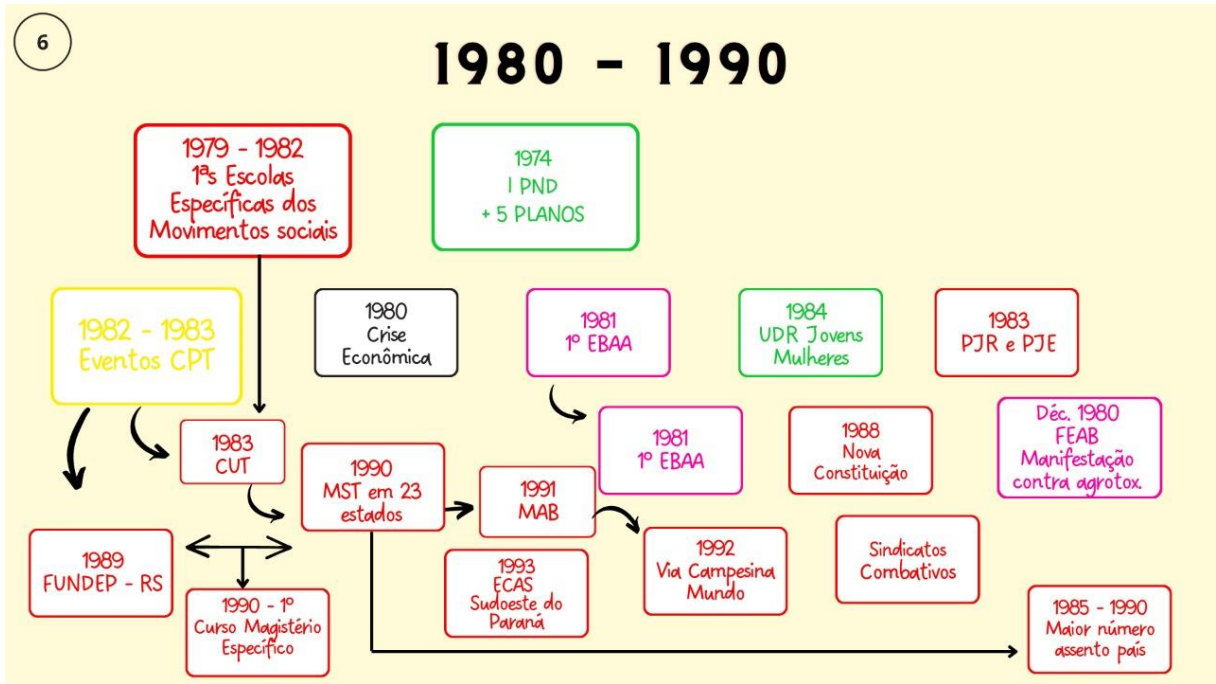 6
1980 - 1990
1979 - 1982
1ªs Escolas
Específicas dos
Movimentos sociais
1974
I PND
+ 5 PLANOS
1982 - 1983
Eventos CPT
1980
Crise
Econômica
1981
1º EBAA
1984
UDR Jovens
Mulheres
1983
PJR e PJE
1983
CUT
1990
MST em 23
estados
1991
MAB
1981
1º EBAA
1988
Nova
Constituição
Déc. 1980
FEAB
Manifestação
contra agrotox.
1989
FUNDEP - RS
1990 - 1º
Curso Magistério
Específico
1993
ECAS
Sudoeste do
Paraná
1992
Via Campesina
Mundo
Sindicatos
Combativos
1985 - 1990
Maior número
assento país